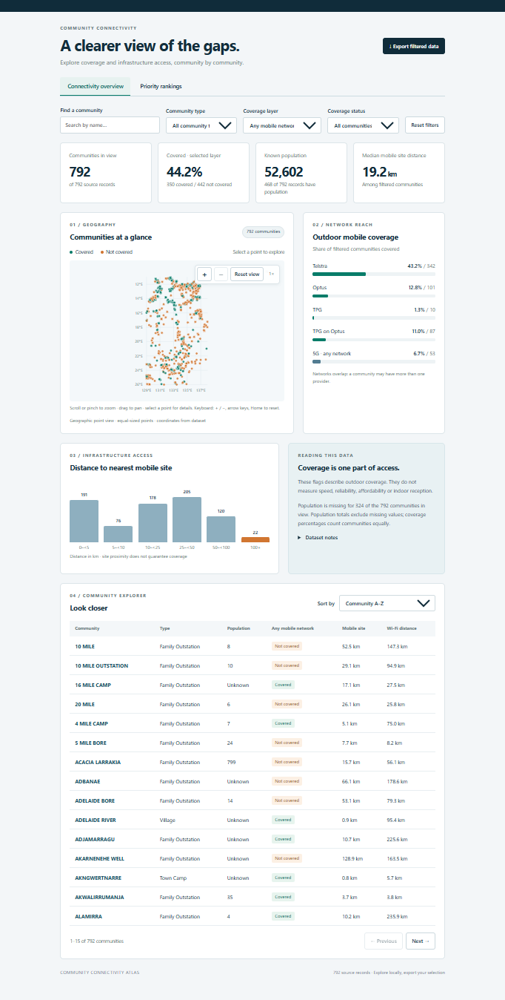 COMMUNITY CONNECTIVITY
A clearer view of the gaps.
Explore coverage and infrastructure access, community by community.
↓ Export filtered data
Connectivity overview
Priority rankings
Find a community
Community type
Coverage layer
Coverage status
Search by name...
All community t
Any mobile networ
All communities
Reset filters
Communities in view
792
of 792 source records
Covered · selected layer
44.2%
350 covered / 442 not covered
Known population
52,602
468 of 792 records have
population
Median mobile site distance
19.2 km
Among filtered communities
01 / GEOGRAPHY
Communities at a glance
792 communities
Covered
Not covered
Select a point to explore
+
−
Reset view
1×
12°S
14°S
16°S
18°S
20°S
22°S
24°S
26°S
129°E 131°E 133°E 135°E 137°E
Scroll or pinch to zoom · drag to pan · select a point for details. Keyboard: + / −, arrow keys, Home to reset.
Geographic point view · equal-sized points · coordinates from dataset
02 / NETWORK REACH
Outdoor mobile coverage
Share of filtered communities covered
Telstra 43.2% / 342
Optus 12.8% / 101
TPG 1.3% / 10
TPG on Optus 11.0% / 87
5G · any network 6.7% / 53
Networks overlap: a community may have more than one
provider.
03 / INFRASTRUCTURE ACCESS
Distance to nearest mobile site
191
76
178
205
120
22
0–<5
5–<10
10–<25
25–<50
50–<100
100+
Distance in km · site proximity does not guarantee coverage
READING THIS DATA
Coverage is one part of access.
These flags describe outdoor coverage. They do not
measure speed, reliability, affordability or indoor reception.
Population is missing for 324 of the 792 communities in
view. Population totals exclude missing values; coverage
percentages count communities equally.
▶ Dataset notes
04 / COMMUNITY EXPLORER
Look closer
Sort by
Community A–Z
Community Type Population Any mobile network Mobile site Wi-Fi distance
10 MILE Family Outstation 8 Not covered 52.5 km 147.3 km
10 MILE OUTSTATION Family Outstation 10 Not covered 29.1 km 94.9 km
16 MILE CAMP Family Outstation Unknown Covered 17.1 km 27.5 km
20 MILE Family Outstation 6 Not covered 26.1 km 25.8 km
4 MILE CAMP Family Outstation 7 Covered 5.1 km 75.0 km
5 MILE BORE Family Outstation 24 Not covered 7.7 km 8.2 km
ACACIA LARRAKIA Family Outstation 799 Not covered 15.7 km 56.1 km
ADBANAE Family Outstation Unknown Not covered 66.1 km 178.6 km
ADELAIDE BORE Family Outstation 14 Not covered 53.1 km 79.3 km
ADELAIDE RIVER Village Unknown Covered 0.9 km 95.4 km
ADJAMARRAGU Family Outstation Unknown Covered 10.7 km 225.6 km
AKARNENEHE WELL Family Outstation Unknown Not covered 128.9 km 163.5 km
AKNGWERTNARRE Town Camp Unknown Covered 0.8 km 5.7 km
AKWALIRRUMANJA Family Outstation 35 Covered 3.7 km 3.8 km
ALAMIRRA Family Outstation 4 Covered 10.2 km 235.9 km
1–15 of 792 communities
← Previous
Next →
COMMUNITY CONNECTIVITY ATLAS
792 source records · Explore locally, export your selection